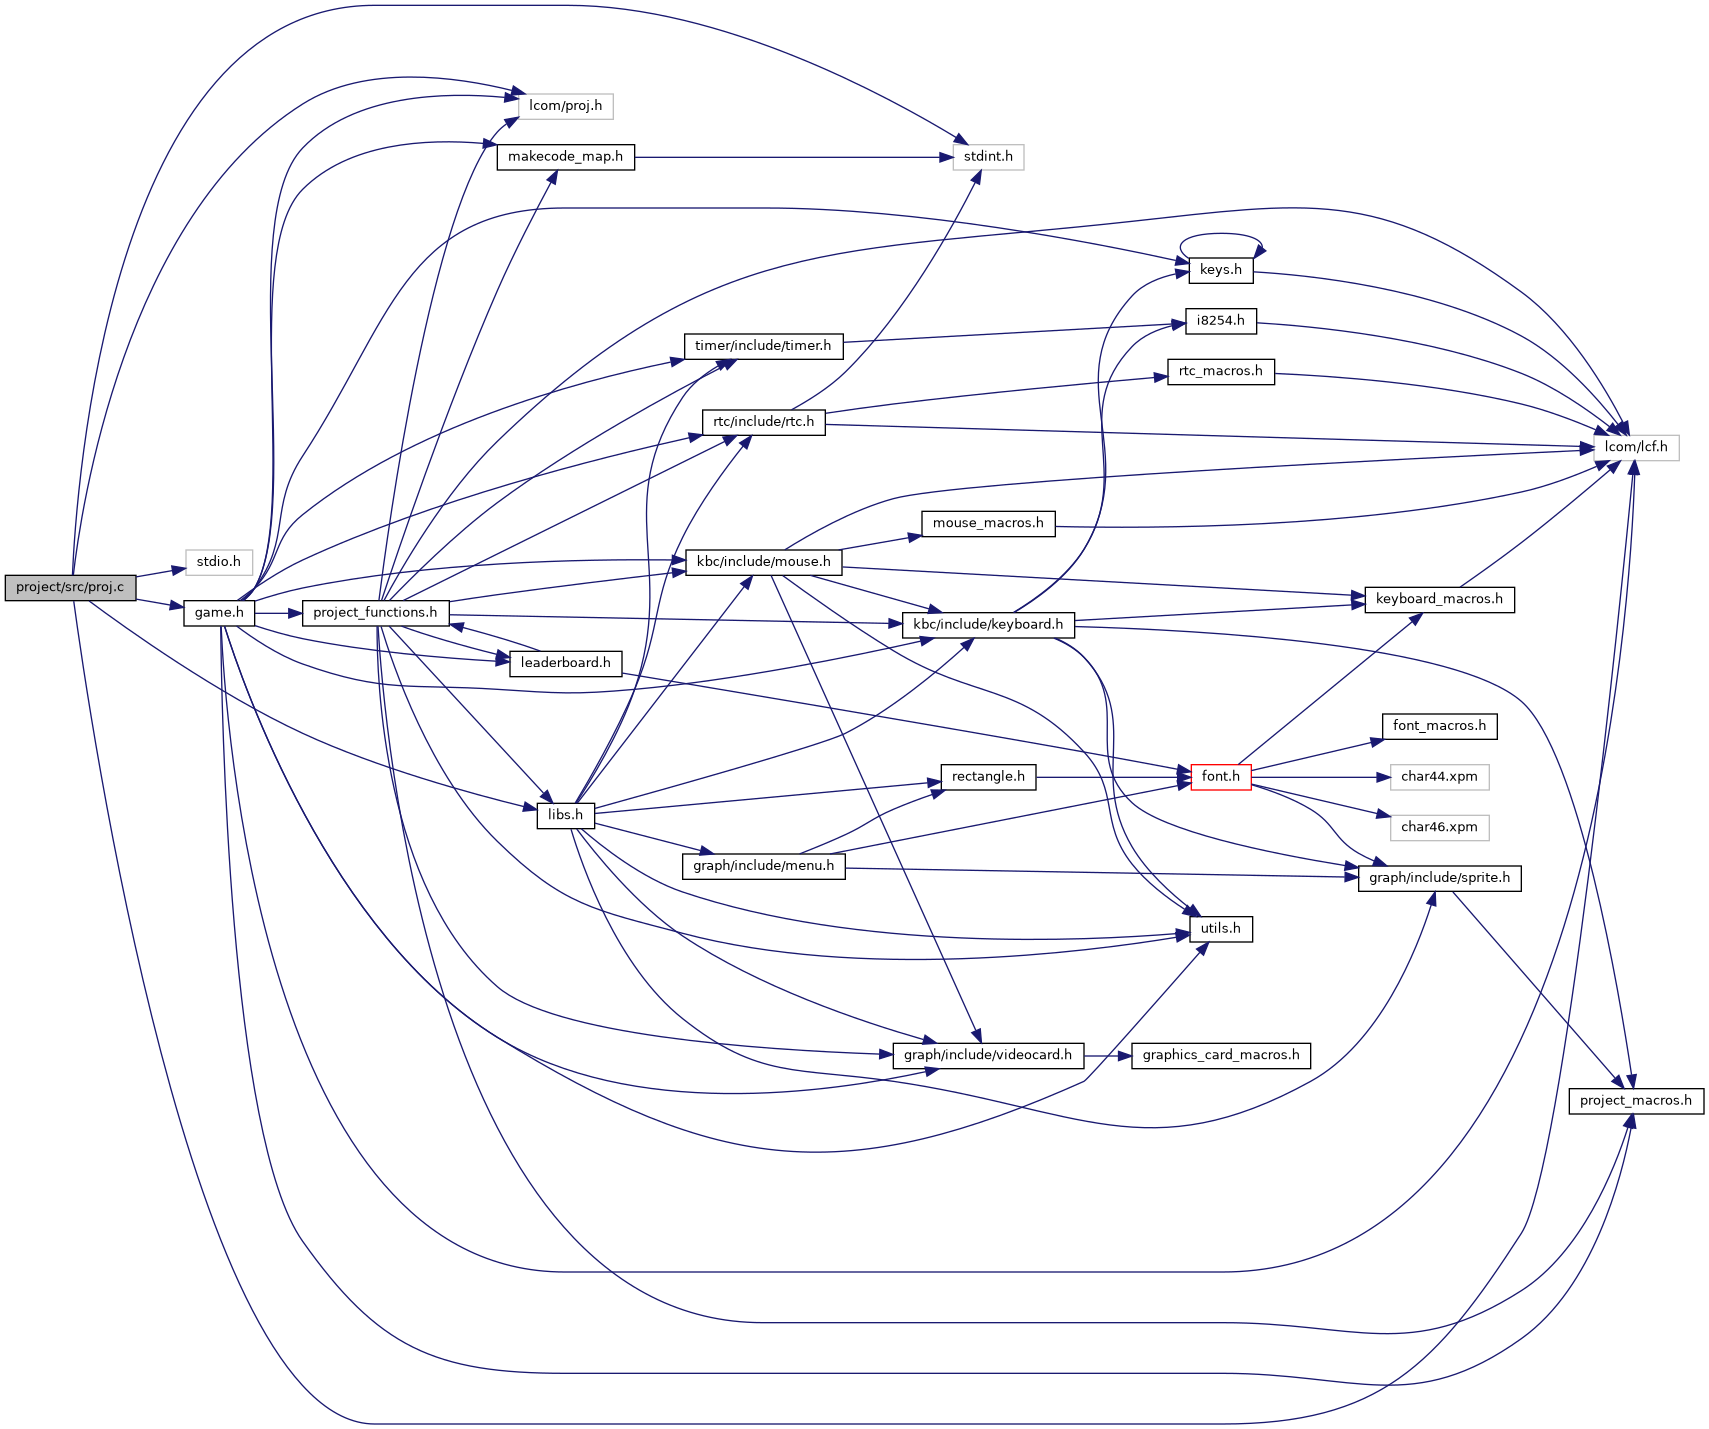 lcom/proj.h
makecode_map.h
stdint.h
keys.h
i8254.h
timer/include/timer.h
rtc_macros.h
rtc/include/rtc.h
lcom/lcf.h
mouse_macros.h
stdio.h
kbc/include/mouse.h
project/src/proj.c
keyboard_macros.h
game.h
project_functions.h
kbc/include/keyboard.h
leaderboard.h
font_macros.h
rectangle.h
font.h
char44.xpm
libs.h
char46.xpm
graph/include/menu.h
graph/include/sprite.h
utils.h
graph/include/videocard.h
graphics_card_macros.h
project_macros.h